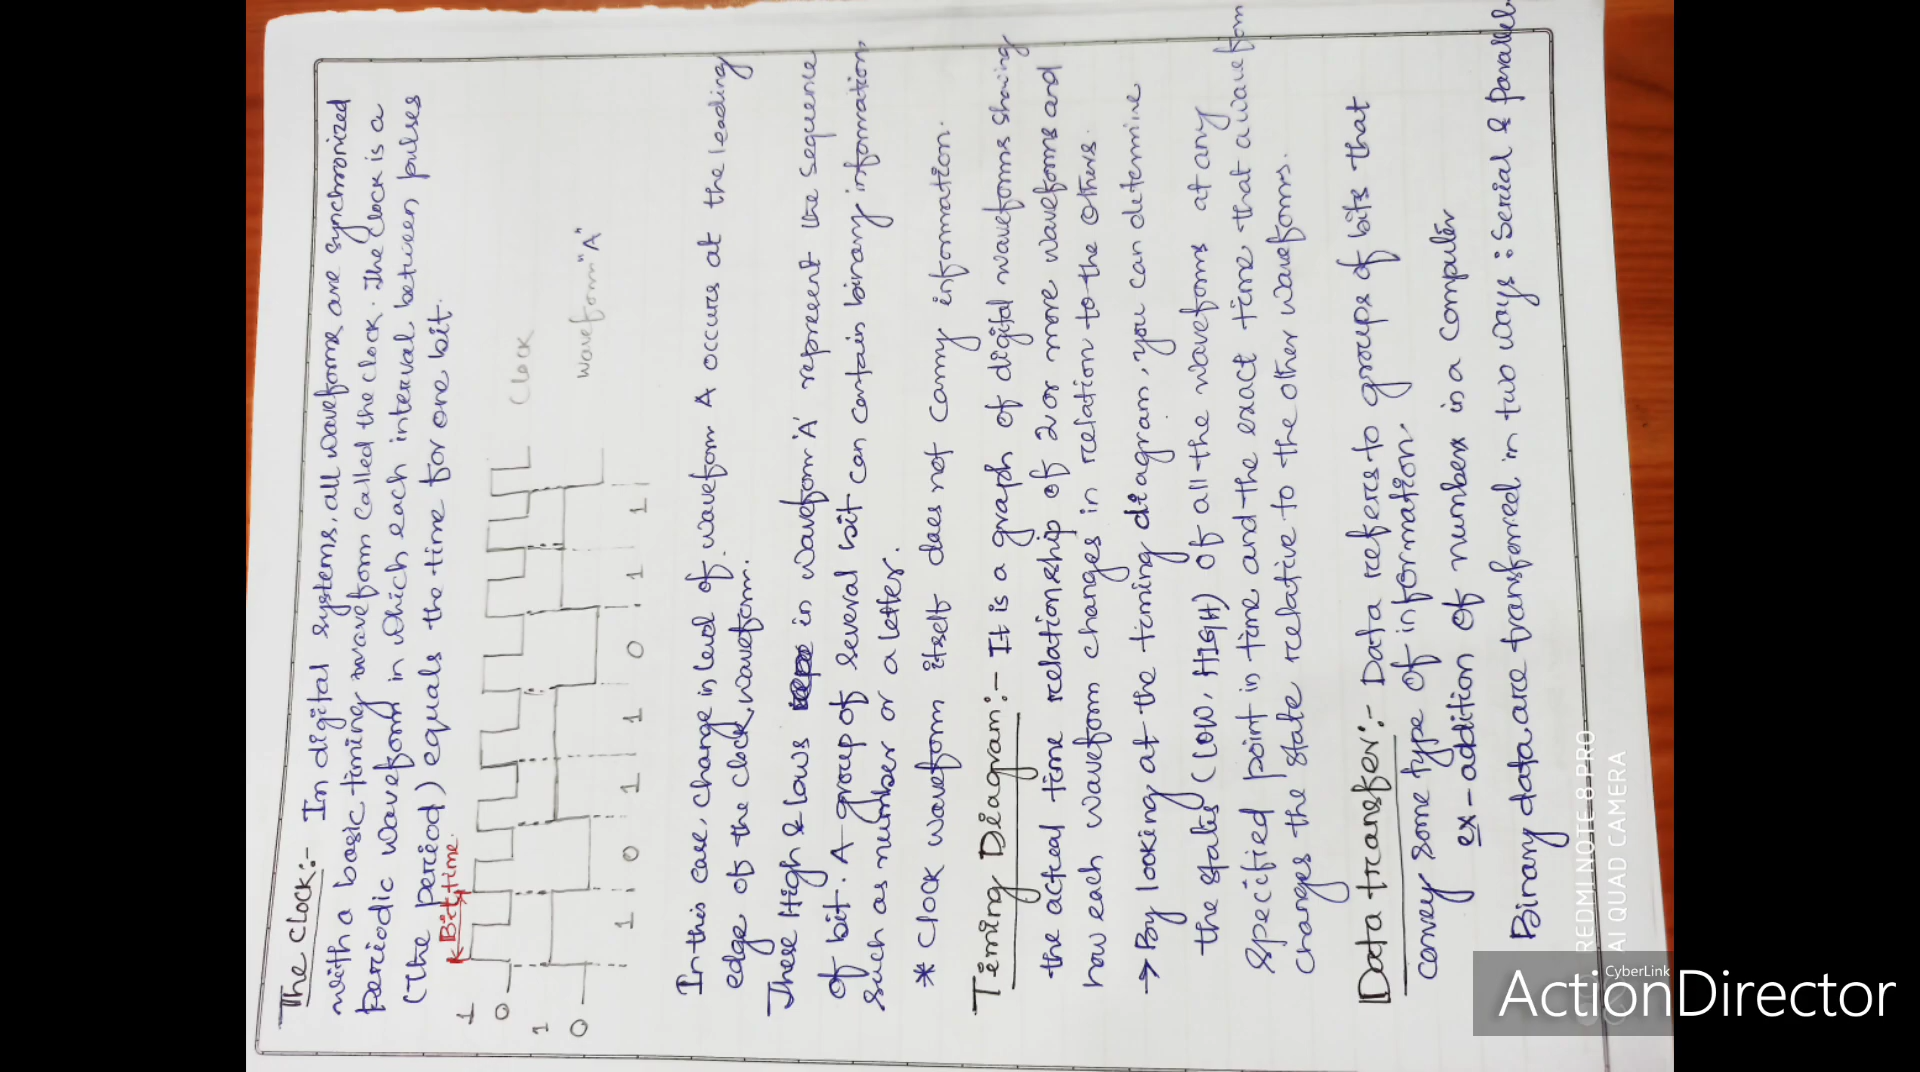 The Clock:- In digital systems, all waveforms are synchronized
with a basic timing waveform called the clock. The clock is a
periodic waveform in which each interval between pulses
(the period) equals the time for one bit.
Bit time
1
0
Clock
1
0
waveform "A"
1 0 1 1 0 1 1
In this case, change in level of waveform A occurs at the leading
edge of the clock waveform.
These High & Lows in waveform 'A' represent the sequence
of bit. A group of several bit can contain binary information,
such as number or a letter.
* Clock waveform itself does not carry information.
Timing Diagram:- It is a graph of digital waveforms showing
the actual time relationship of 2 or more waveforms and
how each waveform changes in relation to the others.
→ By looking at the timing diagram, you can determine
the states (LOW, HIGH) of all the waveforms at any
specified point in time and the exact time that a waveform
changes the state relative to the other waveforms.
Data transfer:- Data refers to groups of bits that
convey some type of information.
ex - addition of numbers in a computer
Binary data are transferred in two ways : Serial & Parallel
REDMI NOTE 8 PRO
AI QUAD CAMERA
CyberLink
ActionDirector